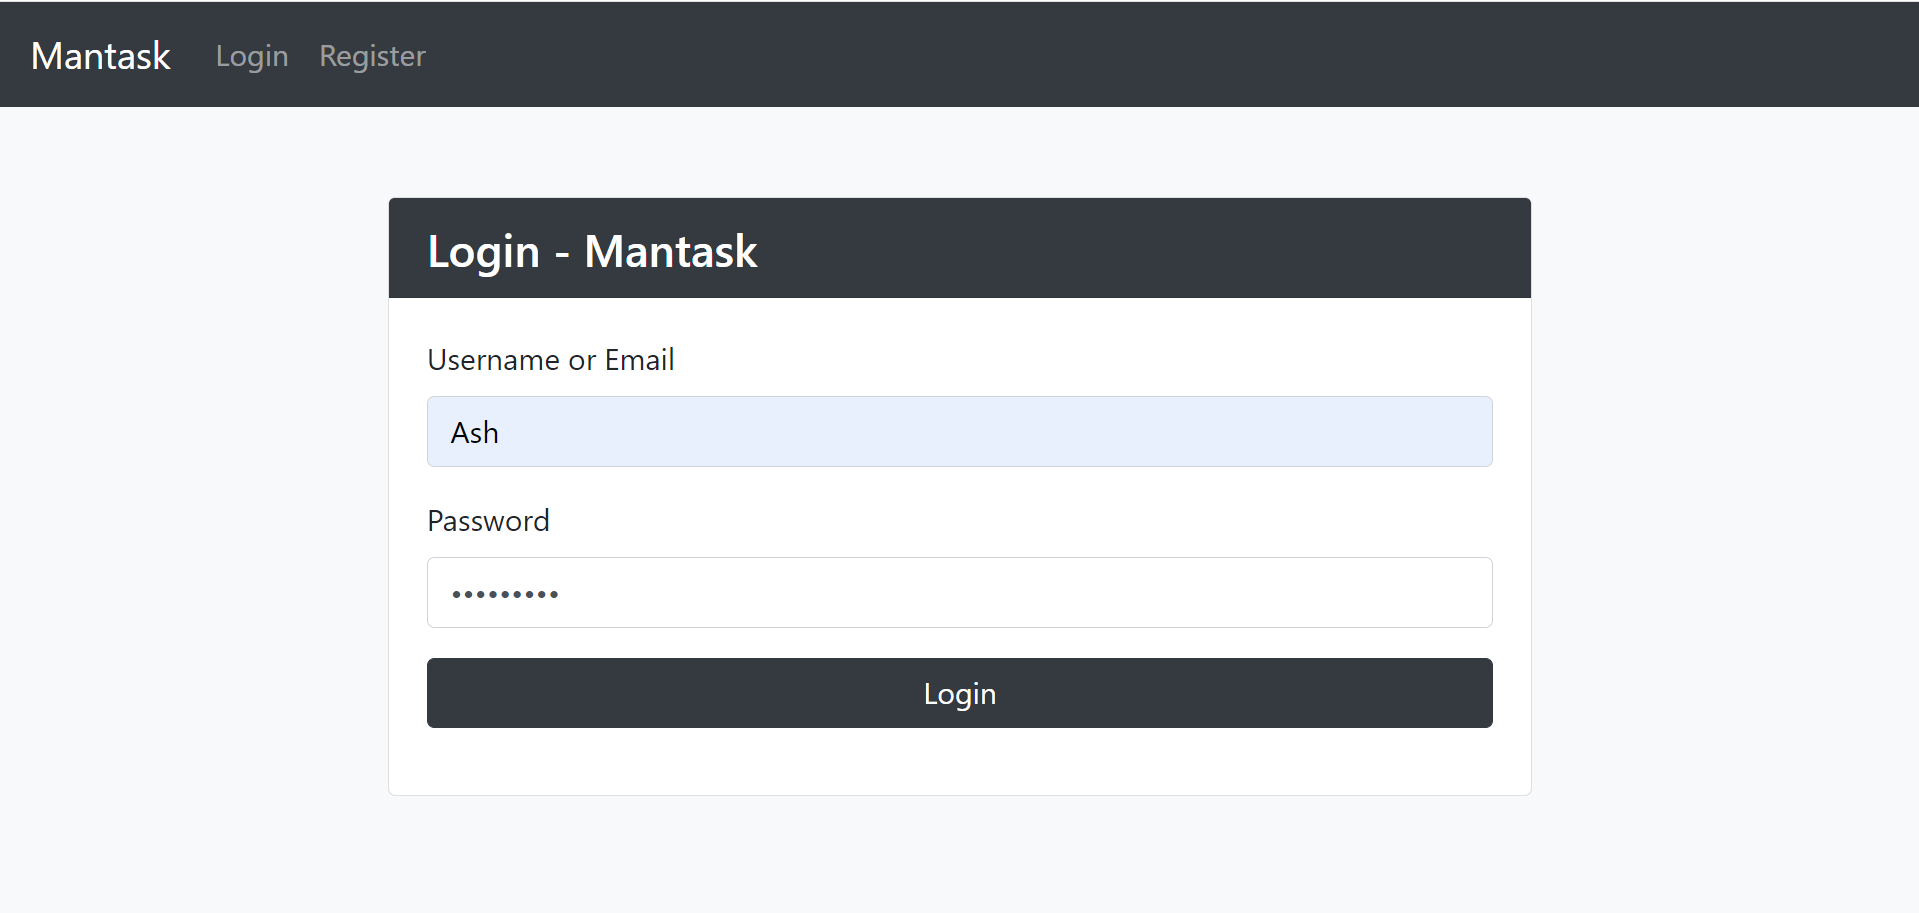 Mantask Login Register
Login - Mantask
Username or Email
Ash
Password
•••••••••
Login